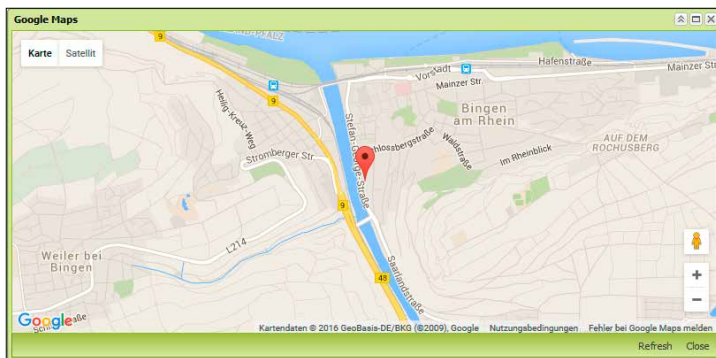 Google Maps
Karte Satellit
9
Hafenstraße
Vorstadt
Mainzer Str.
Mainzer Str.
Bingen
am Rhein
9
Heilig-Kreuz-Weg
Stefan-George-Straße
Schlossbergstraße
Waldstraße
AUF DEM
ROCHUSBERG
Stromberger Str
Im Rheinblick
9
L214
Weiler bei
Bingen
48
Saarlandstraße
+
−
Google
Kartendaten © 2016 GeoBasis-DE/BKG (©2009), Google Nutzungsbedingungen Fehler bei Google Maps melden
Refresh Close